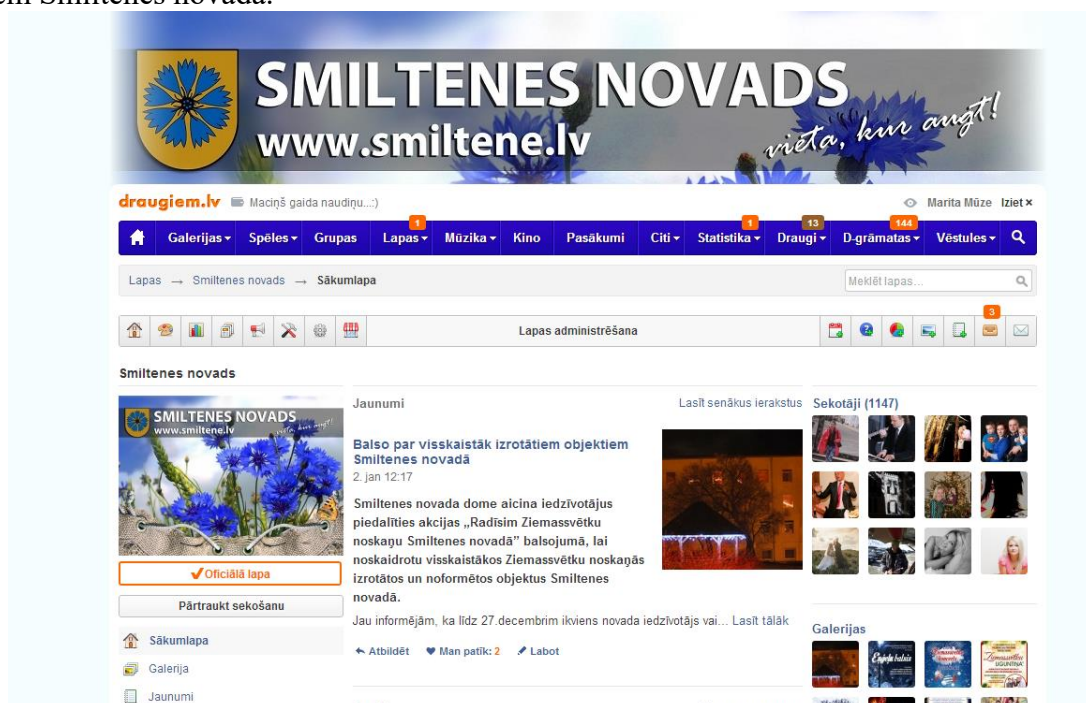 SMILTENES NOVADS
www.smiltene.lv
vieta, kur augt!
draugiem.lv Maciņš gaida naudiņu...:) Marita Mūze Iziet ×
1 1 13 144
Galerijas Spēles Grupas Lapas Mūzika Kino Pasākumi Citi Statistika Draugi D-grāmatas Vēstules
Lapas → Smiltenes novads → Sākumlapa Meklēt lapas...
3
Lapas administrēšana
Smiltenes novads
SMILTENES NOVADS
www.smiltene.lv
vieta, kur augt!
Oficiālā lapa
Pārtraukt sekošanu
Sākumlapa
Galerija
Jaunumi
Jaunumi Lasīt senākus ierakstus
Balso par visskaistāk izrotātiem objektiem
Smiltenes novadā
2. jan 12:17
Smiltenes novada dome aicina iedzīvotājus
piedalīties akcijas „Radīsim Ziemassvētku
noskaņu Smiltenes novadā” balsojumā, lai
noskaidrotu visskaistākos Ziemassvētku noskaņās
izrotātos un noformētos objektus Smiltenes
novadā.
Jau informējām, ka līdz 27.decembrim ikviens novada iedzīvotājs vai... Lasīt tālāk
Atbildēt Man patīk: 2 Labot
Sekotāji (1147)
Galerijas
Eņģeļu balsis